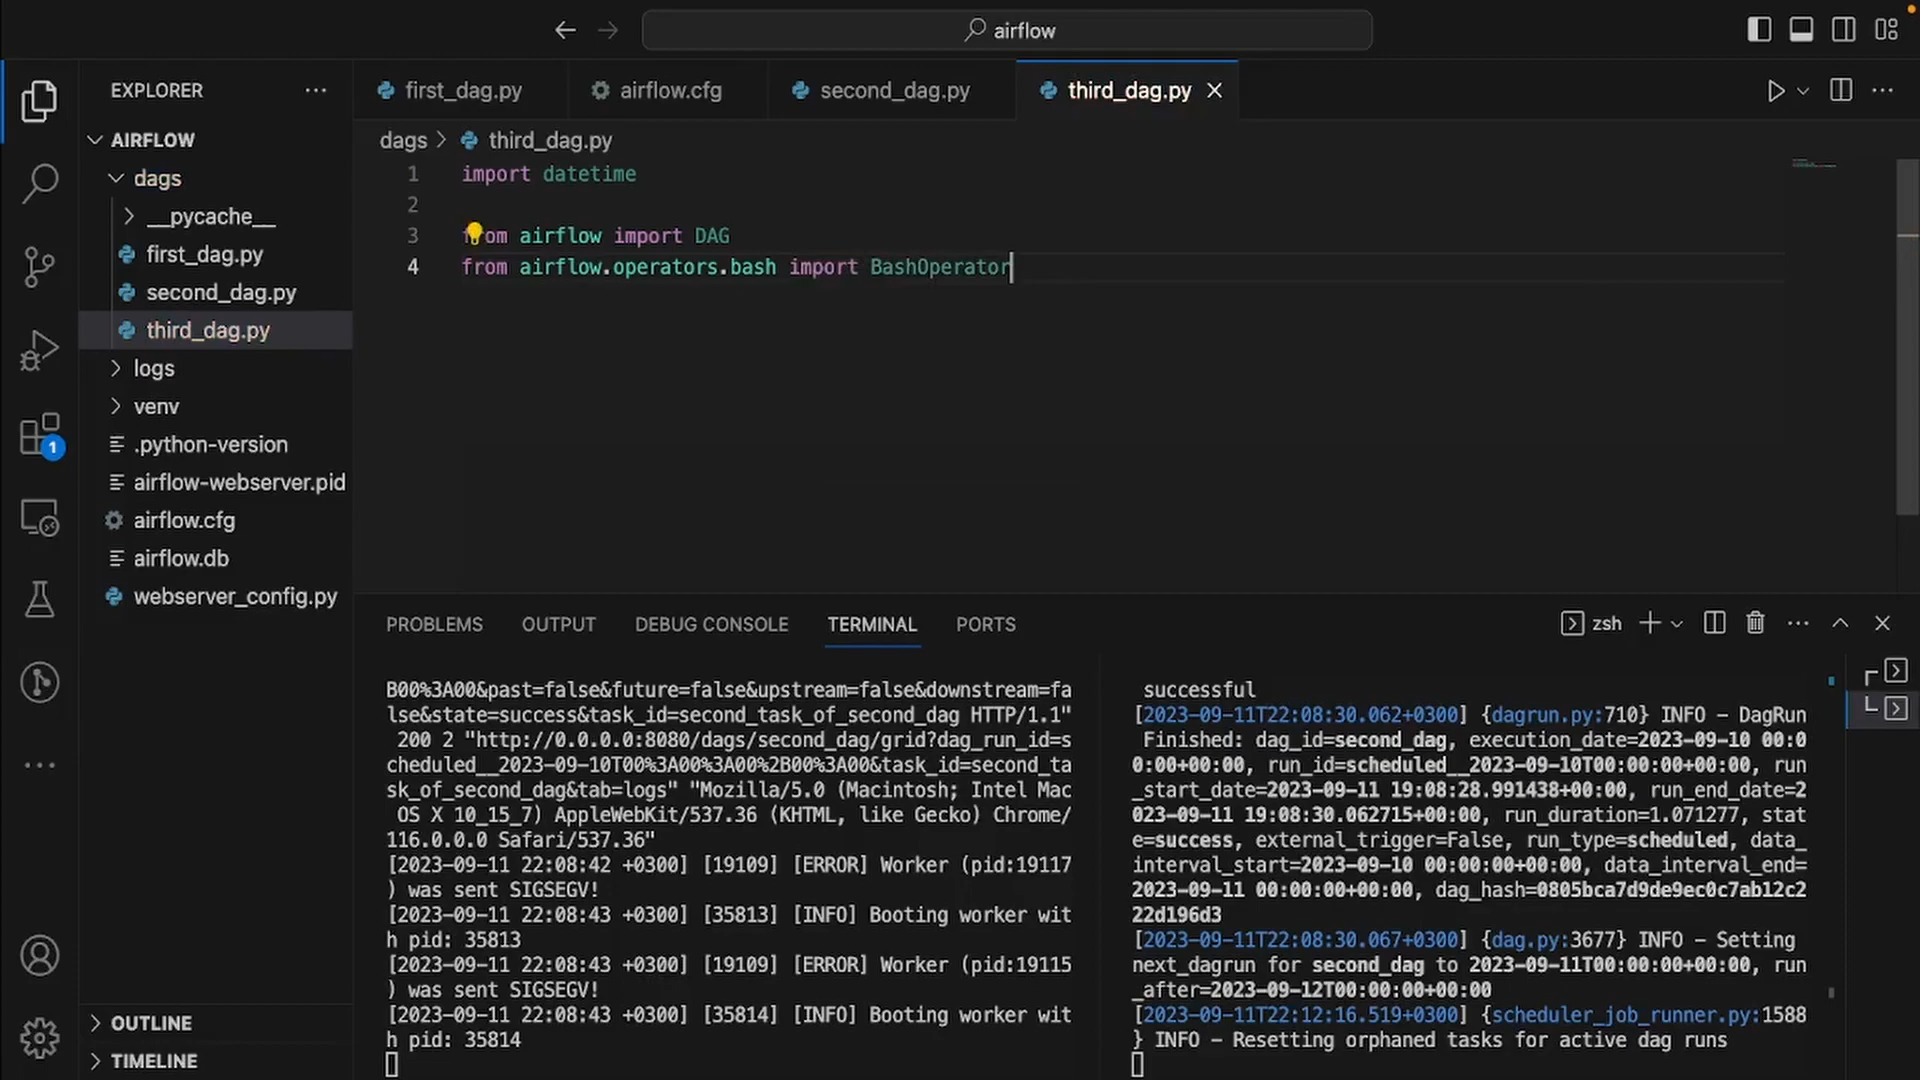 airflow
EXPLORER
first_dag.py
airflow.cfg
second_dag.py
third_dag.py
AIRFLOW
dags
__pycache__
first_dag.py
second_dag.py
third_dag.py
logs
venv
.python-version
airflow-webserver.pid
airflow.cfg
airflow.db
webserver_config.py
1
OUTLINE
TIMELINE
dags > third_dag.py
1 import datetime
2
3 from airflow import DAG
4 from airflow.operators.bash import BashOperator
PROBLEMS
OUTPUT
DEBUG CONSOLE
TERMINAL
PORTS
zsh
B00%3A00&past=false&future=false&upstream=false&downstream=fa
lse&state=success&task_id=second_task_of_second_dag HTTP/1.1"
200 2 "http://0.0.0.0:8080/dags/second_dag/grid?dag_run_id=s
cheduled__2023-09-10T00%3A00%3A00%2B00%3A00&task_id=second_ta
sk_of_second_dag&tab=logs" "Mozilla/5.0 (Macintosh; Intel Mac
OS X 10_15_7) AppleWebKit/537.36 (KHTML, like Gecko) Chrome/
116.0.0.0 Safari/537.36"
[2023-09-11 22:08:42 +0300] [19109] [ERROR] Worker (pid:19117
) was sent SIGSEGV!
[2023-09-11 22:08:43 +0300] [35813] [INFO] Booting worker wit
h pid: 35813
[2023-09-11 22:08:43 +0300] [19109] [ERROR] Worker (pid:19115
) was sent SIGSEGV!
[2023-09-11 22:08:43 +0300] [35814] [INFO] Booting worker wit
h pid: 35814
successful
[2023-09-11T22:08:30.062+0300] {dagrun.py:710} INFO - DagRun
Finished: dag_id=second_dag, execution_date=2023-09-10 00:0
0:00+00:00, run_id=scheduled__2023-09-10T00:00:00+00:00, run
_start_date=2023-09-11 19:08:28.991438+00:00, run_end_date=2
023-09-11 19:08:30.062715+00:00, run_duration=1.071277, stat
e=success, external_trigger=False, run_type=scheduled, data_
interval_start=2023-09-10 00:00:00+00:00, data_interval_end=
2023-09-11 00:00:00+00:00, dag_hash=0805bca7d9de9ec0c7ab12c2
22d196d3
[2023-09-11T22:08:30.067+0300] {dag.py:3677} INFO - Setting
next_dagrun for second_dag to 2023-09-11T00:00:00+00:00, run
_after=2023-09-12T00:00:00+00:00
[2023-09-11T22:12:16.519+0300] {scheduler_job_runner.py:1588
} INFO - Resetting orphaned tasks for active dag runs